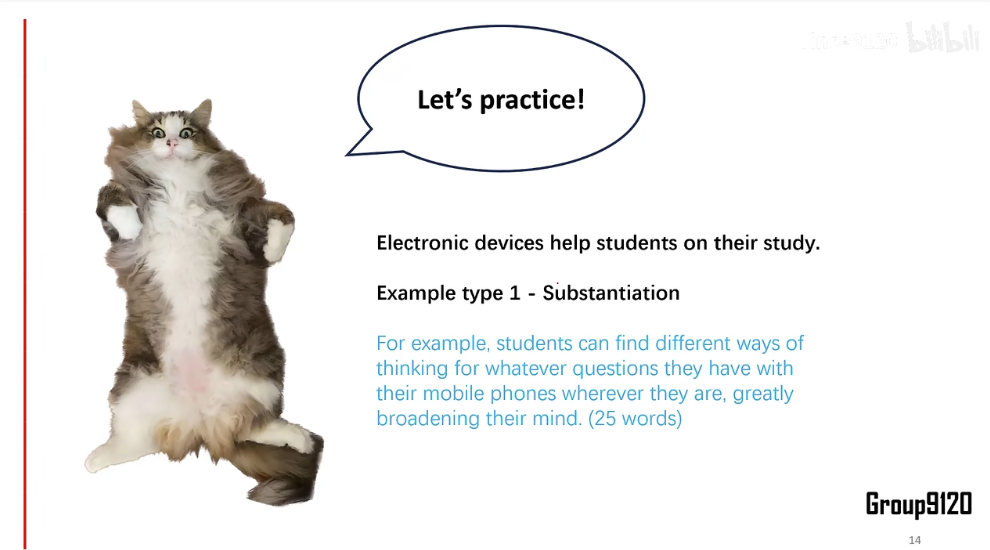 bilibili
Let's practice!
Electronic devices help students on their study.
Example type 1 - Substantiation
For example, students can find different ways of
thinking for whatever questions they have with
their mobile phones wherever they are, greatly
broadening their mind. (25 words)
Group9120
14